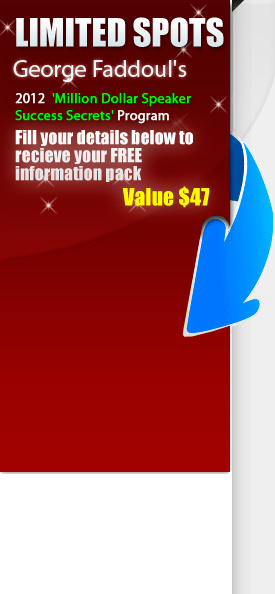 LIMITED SPOTS
George Faddoul's
2012 'Million Dollar Speaker
Success Secrets' Program
Fill your details below to
recieve your FREE
information pack
Value $47